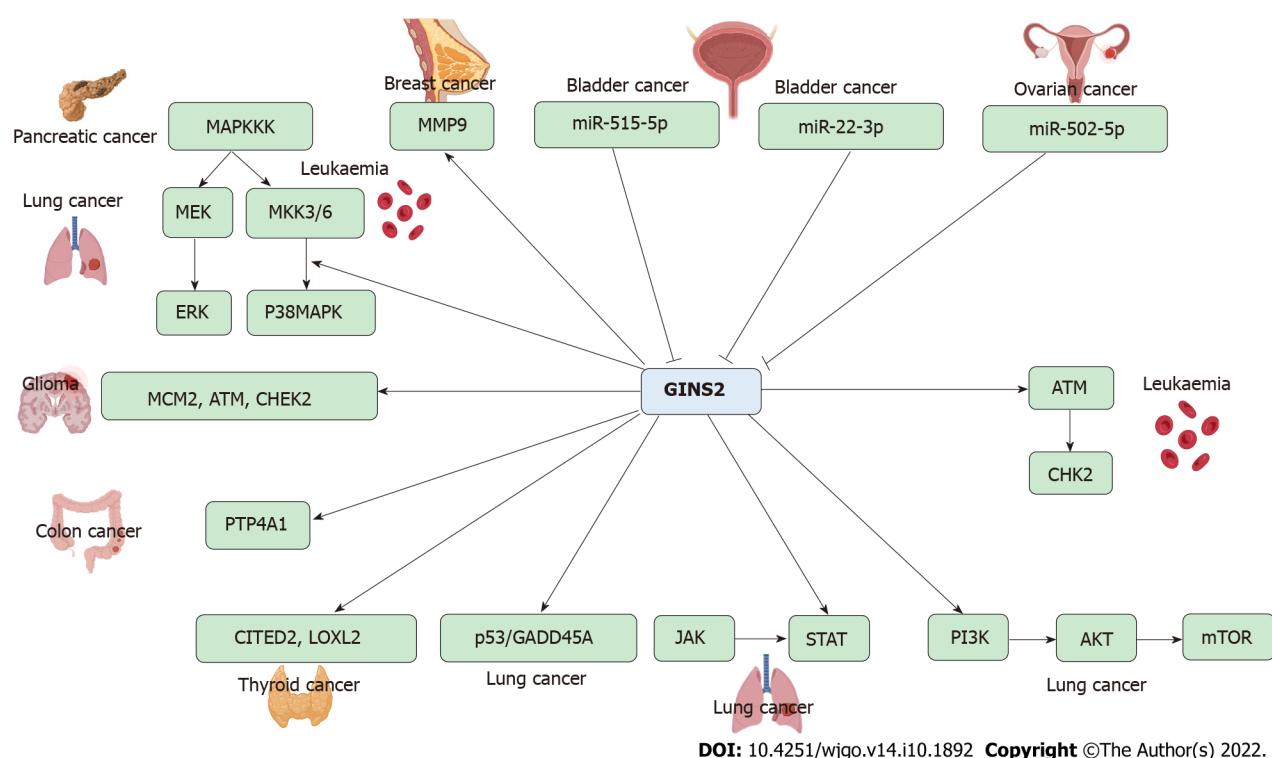 Breast cancer
Bladder cancer
Bladder cancer
Ovarian cancer
Pancreatic cancer
MAPKKK
MMP9
miR-515-5p
miR-22-3p
miR-502-5p
Leukaemia
Lung cancer
MEK
MKK3/6
ERK
P38MAPK
Glioma
MCM2, ATM, CHEK2
GINS2
ATM
Leukaemia
CHK2
PTP4A1
Colon cancer
CITED2, LOXL2
p53/GADD45A
JAK
STAT
PI3K
AKT
mTOR
Thyroid cancer
Lung cancer
Lung cancer
Lung cancer
DOI: 10.4251/wjgo.v14.i10.1892 Copyright ©The Author(s) 2022.